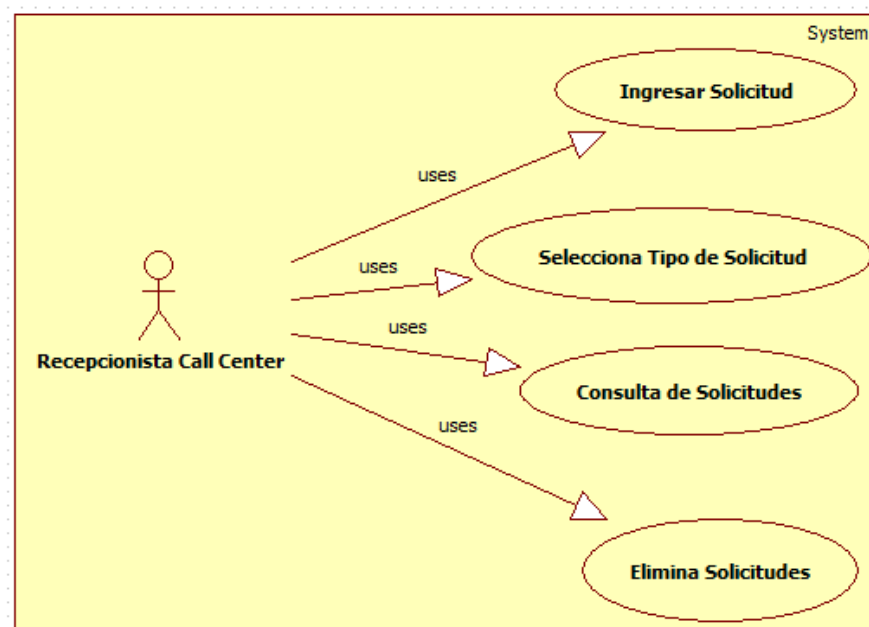 System
Ingresar Solicitud
uses
Selecciona Tipo de Solicitud
uses
Recepcionista Call Center
uses
Consulta de Solicitudes
uses
Elimina Solicitudes